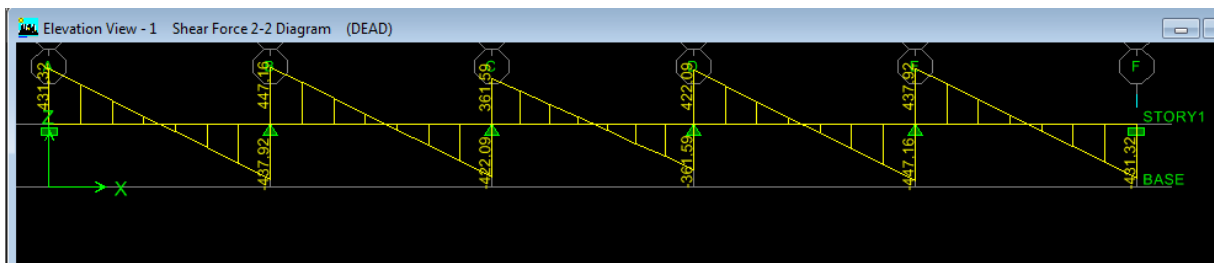 Elevation View - 1 Shear Force 2-2 Diagram (DEAD)
A B C D E F
431.32 447.16 361.59 422.09 437.92
Z
STORY1
-437.92 -422.09 -361.59 -447.16 -431.32
BASE
X